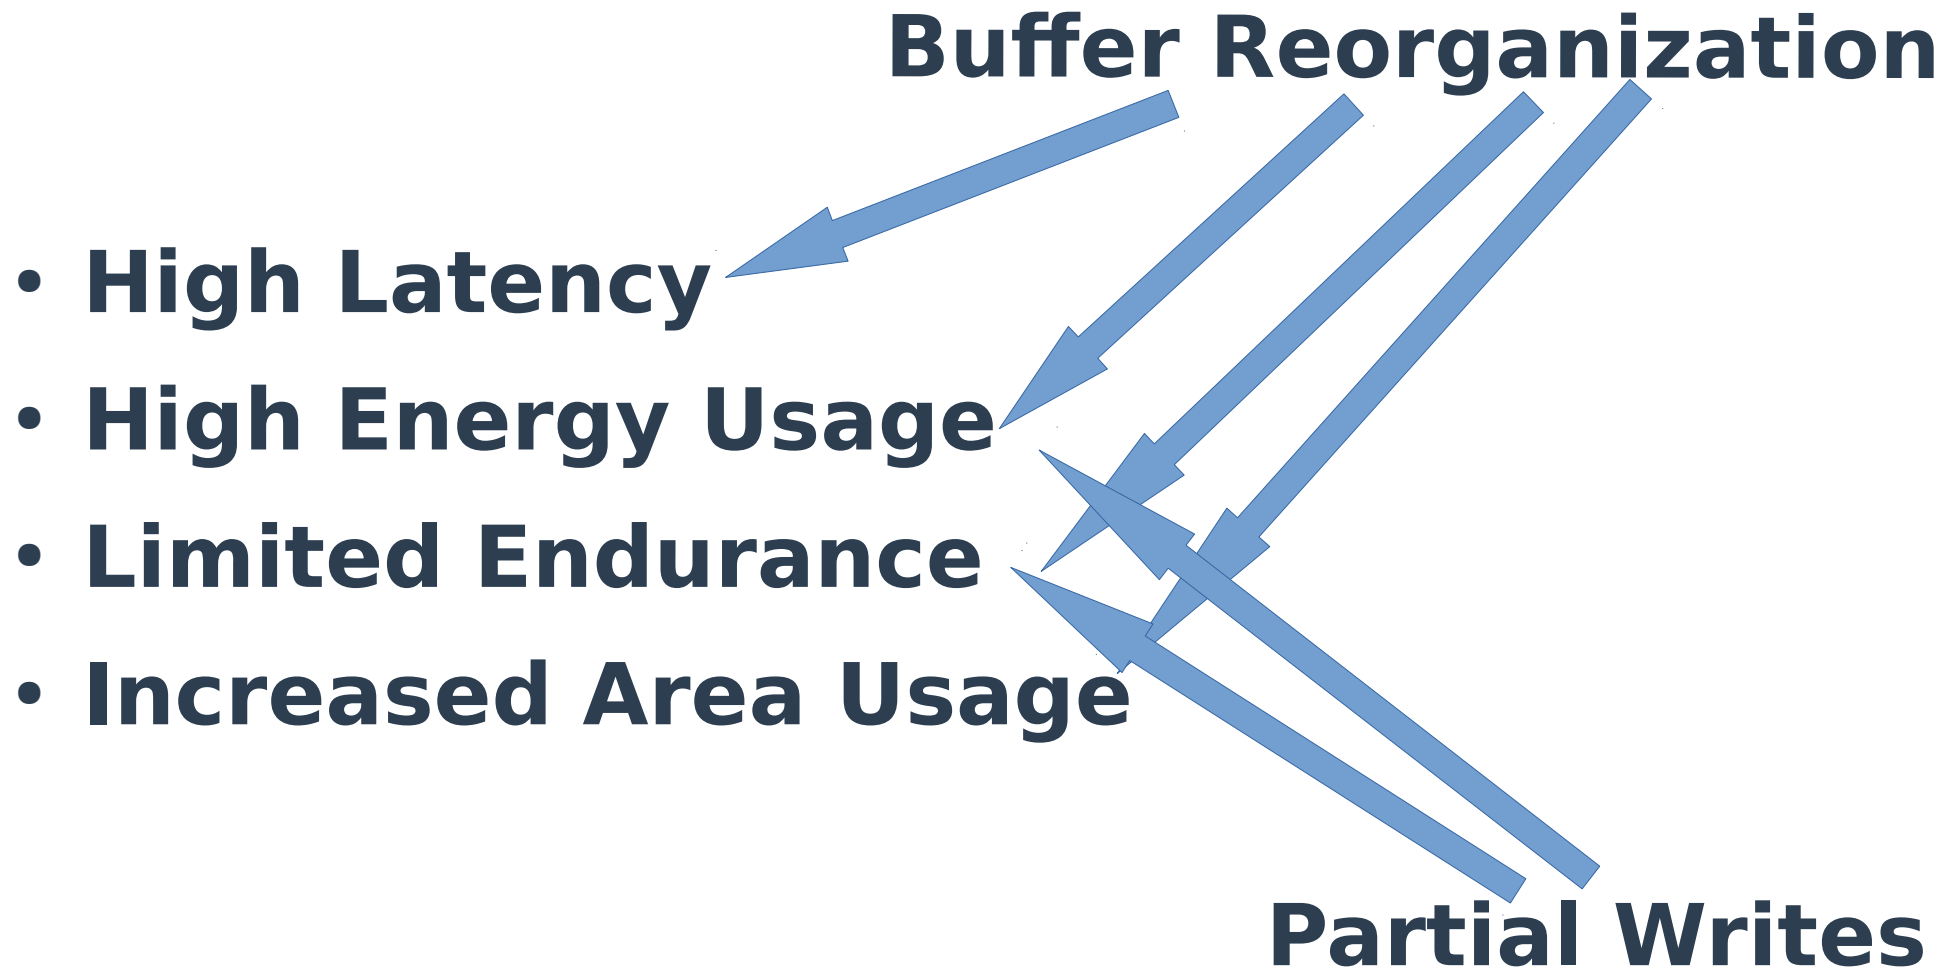 Buffer Reorganization
• High Latency
• High Energy Usage
• Limited Endurance
• Increased Area Usage
Partial Writes